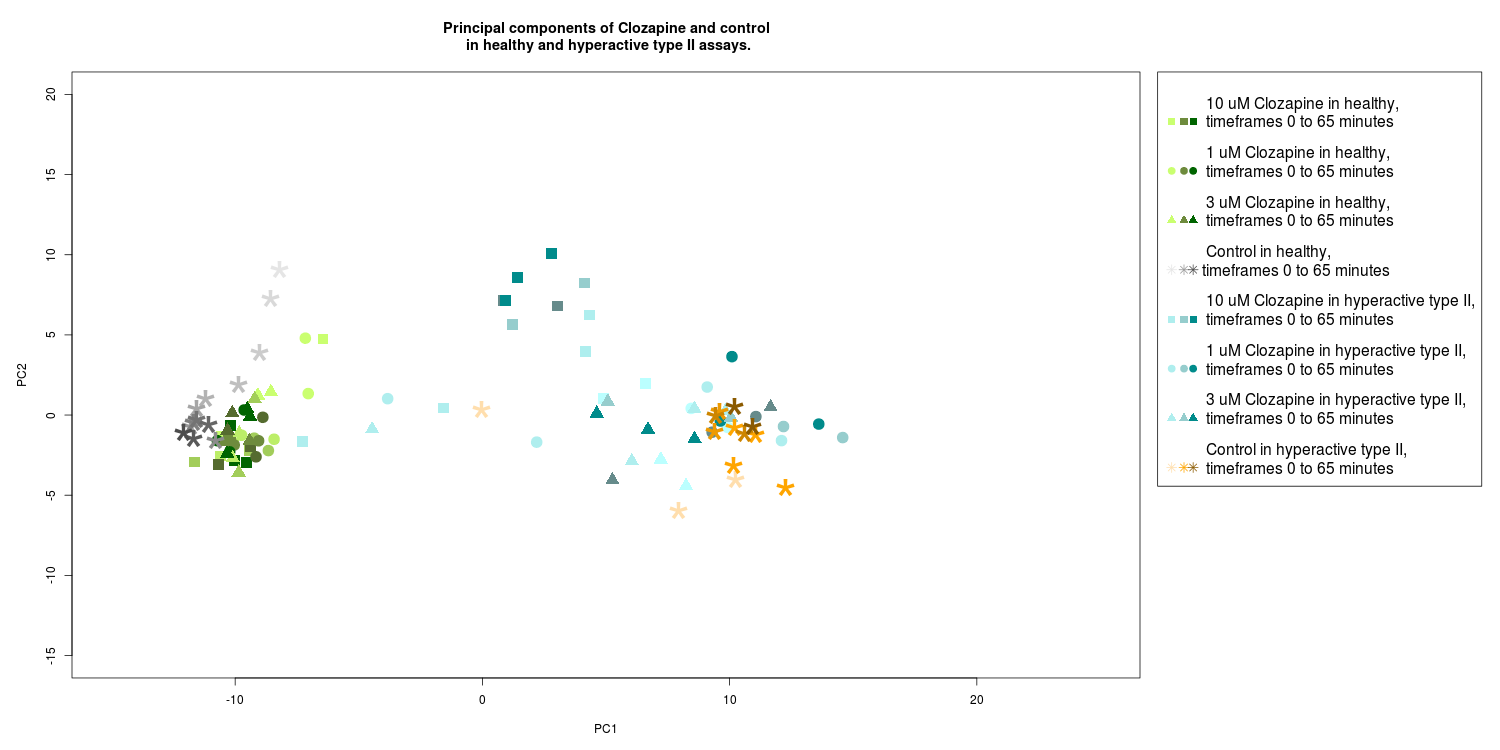 Principal components of Clozapine and control
in healthy and hyperactive type II assays.
20
15
10
5
0
-5
-10
-15
PC2
-10
0
10
20
PC1
10 uM Clozapine in healthy,
timeframes 0 to 65 minutes
1 uM Clozapine in healthy,
timeframes 0 to 65 minutes
3 uM Clozapine in healthy,
timeframes 0 to 65 minutes
Control in healthy,
timeframes 0 to 65 minutes
10 uM Clozapine in hyperactive type II,
timeframes 0 to 65 minutes
1 uM Clozapine in hyperactive type II,
timeframes 0 to 65 minutes
3 uM Clozapine in hyperactive type II,
timeframes 0 to 65 minutes
Control in hyperactive type II,
timeframes 0 to 65 minutes